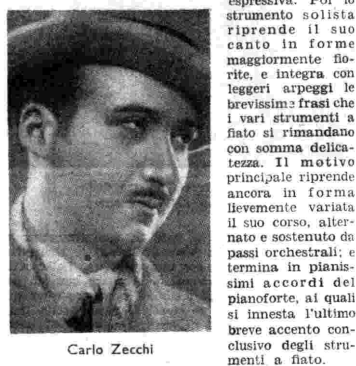 espressiva. Poi lo
strumento solista
riprende il suo
canto in forme
maggiormente fio-
rite, e integra con
leggeri arpeggi le
brevissime frasi che
i vari strumenti a
fiato si rimandano
con somma delica-
tezza. Il motivo
principale riprende
ancora in forma
lievemente variata
il suo corso, alter-
nato e sostenuto da
passi orchestrali; e
termina in pianis-
simi accordi del
pianoforte, ai quali
si innesta l'ultimo
breve accento con-
clusivo degli stru-
menti a fiato.
Carlo Zecchi